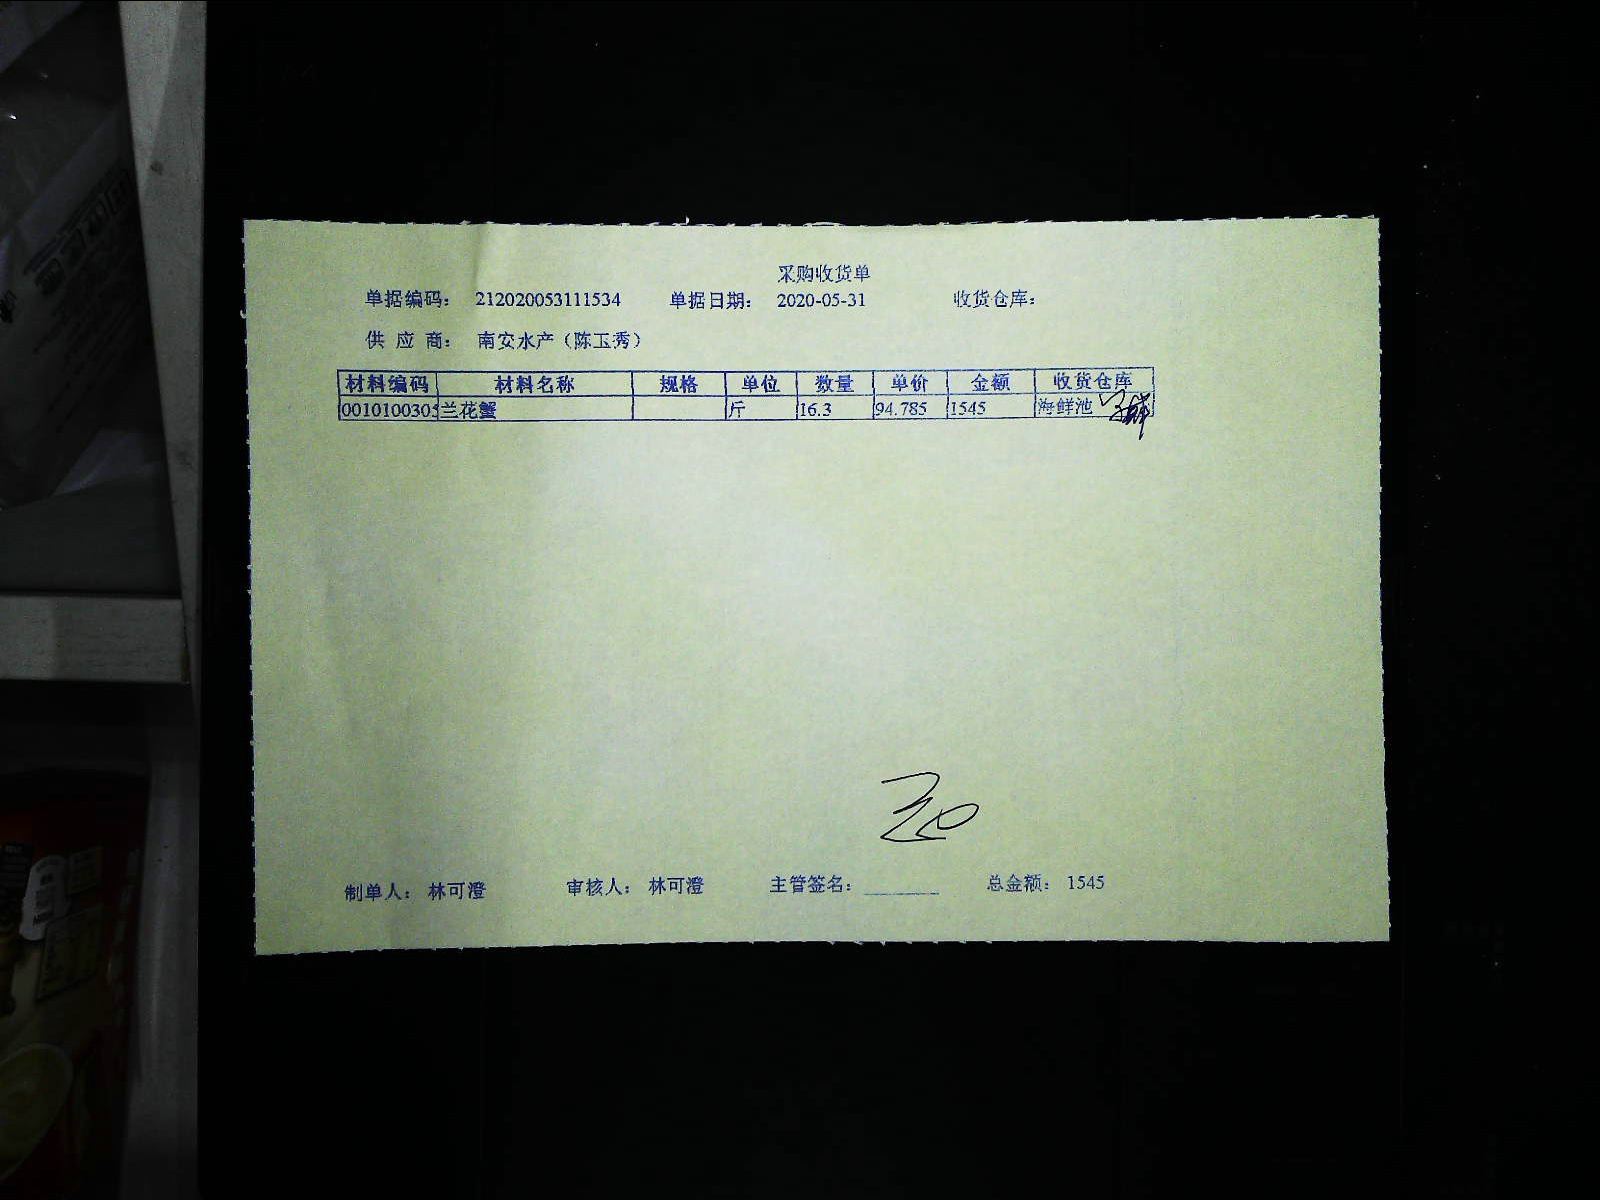 采购收货单
单据编码： 212020053111534 单据日期： 2020-05-31 收货仓库：
供 应 商： 南安水产（陈玉秀）
材料编码 材料名称 规格 单位 数量 单价 金额 收货仓库
0010100305 兰花蟹 斤 16.3 94.785 1545 海鲜池
制单人： 林可澄 审核人： 林可澄 主管签名： 总金额： 1545